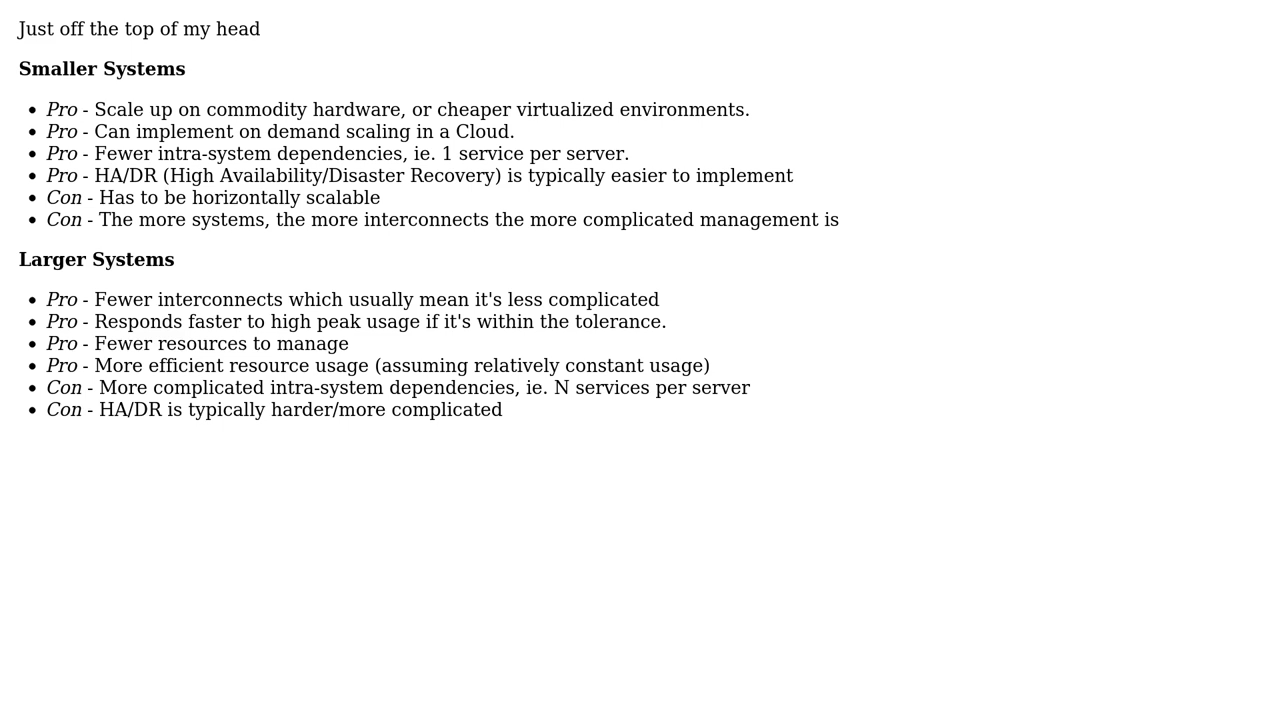 Just off the top of my head
Smaller Systems
• Pro - Scale up on commodity hardware, or cheaper virtualized environments.
• Pro - Can implement on demand scaling in a Cloud.
• Pro - Fewer intra-system dependencies, ie. 1 service per server.
• Pro - HA/DR (High Availability/Disaster Recovery) is typically easier to implement
• Con - Has to be horizontally scalable
• Con - The more systems, the more interconnects the more complicated management is
Larger Systems
• Pro - Fewer interconnects which usually mean it's less complicated
• Pro - Responds faster to high peak usage if it's within the tolerance.
• Pro - Fewer resources to manage
• Pro - More efficient resource usage (assuming relatively constant usage)
• Con - More complicated intra-system dependencies, ie. N services per server
• Con - HA/DR is typically harder/more complicated